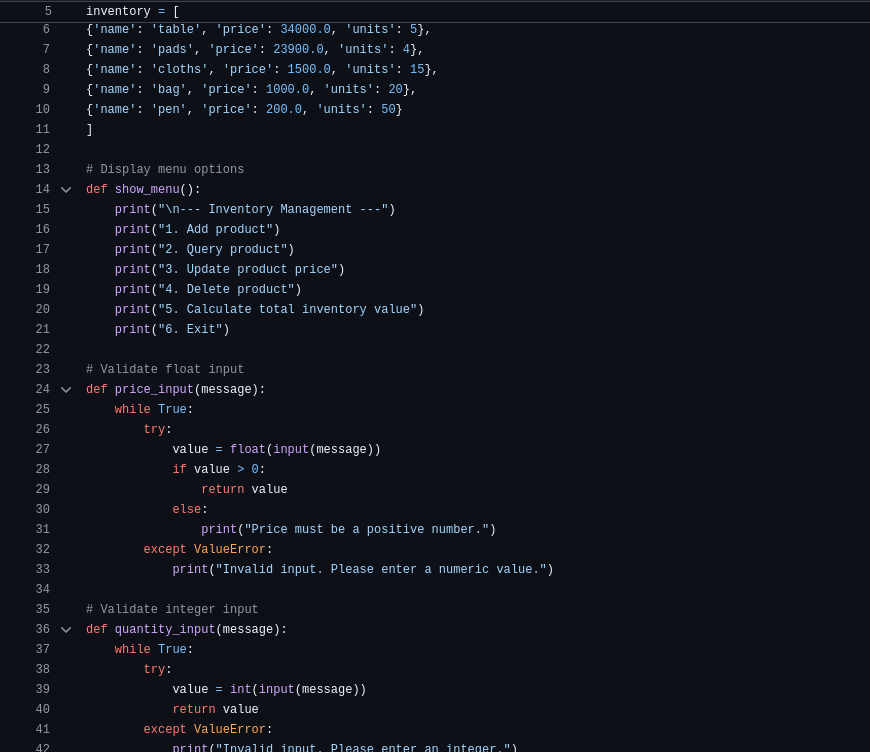 5 inventory = [
6 {'name': 'table', 'price': 34000.0, 'units': 5},
7 {'name': 'pads', 'price': 23900.0, 'units': 4},
8 {'name': 'cloths', 'price': 1500.0, 'units': 15},
9 {'name': 'bag', 'price': 1000.0, 'units': 20},
10 {'name': 'pen', 'price': 200.0, 'units': 50}
11 ]
12
13 # Display menu options
14 def show_menu():
15     print("\n--- Inventory Management ---")
16     print("1. Add product")
17     print("2. Query product")
18     print("3. Update product price")
19     print("4. Delete product")
20     print("5. Calculate total inventory value")
21     print("6. Exit")
22
23 # Validate float input
24 def price_input(message):
25     while True:
26         try:
27             value = float(input(message))
28             if value > 0:
29                 return value
30             else:
31                 print("Price must be a positive number.")
32         except ValueError:
33             print("Invalid input. Please enter a numeric value.")
34
35 # Validate integer input
36 def quantity_input(message):
37     while True:
38         try:
39             value = int(input(message))
40             return value
41         except ValueError:
42             print("Invalid input. Please enter an integer.")